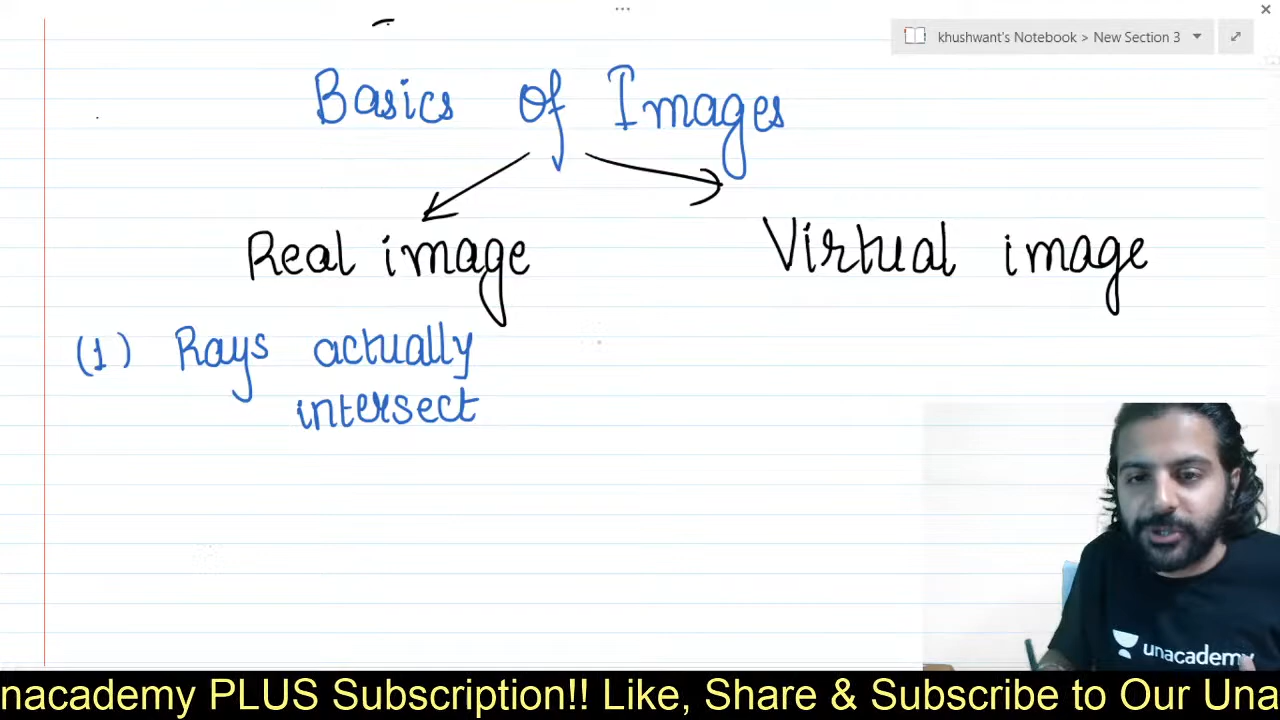 khushwant's Notebook > New Section 3
Basics of Images
Real image
Virtual image
(1) Rays actually
intersect
unacademy
nacademy PLUS Subscription!! Like, Share & Subscribe to Our Una